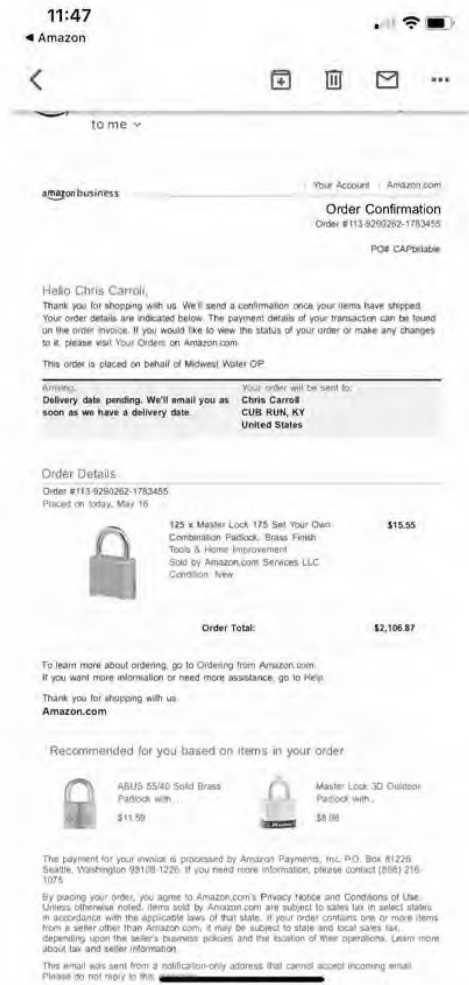 11:47
◀ Amazon
to me
amazonbusiness
Your Account | Amazon.com
Order Confirmation
Order #113-9290262-1783455
PO# CAPbillable
Hello Chris Carroll,
Thank you for shopping with us. We'll send a confirmation once your items have shipped.
Your order details are indicated below. The payment details of your transaction can be found
on the order invoice. If you would like to view the status of your order or make any changes
to it, please visit Your Orders on Amazon.com
This order is placed on behalf of Midwest Water OP
Arriving:
Delivery date pending. We'll email you as
soon as we have a delivery date.
Your order will be sent to:
Chris Carroll
CUB RUN, KY
United States
Order Details
Order #113-9290262-1783455
Placed on today, May 16
125 x Master Lock 175 Set Your Own
Combination Padlock, Brass Finish
Tools & Home Improvement
Sold by Amazon.com Services LLC
Condition: New
$15.55
Order Total: $2,106.87
To learn more about ordering, go to Ordering from Amazon.com.
If you want more information or need more assistance, go to Help.
Thank you for shopping with us.
Amazon.com
Recommended for you based on items in your order
ABUS 55/40 Solid Brass
Padlock with...
$11.59
Master Lock 3D Outdoor
Padlock with...
$8.98
The payment for your invoice is processed by Amazon Payments, Inc. P.O. Box 81226
Seattle, Washington 98108-1226. If you need more information, please contact (866) 216-
1075
By placing your order, you agree to Amazon.com's Privacy Notice and Conditions of Use.
Unless otherwise noted, items sold by Amazon.com are subject to sales tax in select states
in accordance with the applicable laws of that state. If your order contains one or more items
from a seller other than Amazon.com, it may be subject to state and local sales tax,
depending upon the seller's business policies and the location of their operations. Learn more
about tax and seller information.
This email was sent from a notification-only address that cannot accept incoming email.
Please do not reply to this